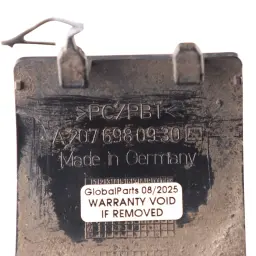 >PC/PBT<
A 207 698 09 30
Made in Germany
GlobalParts 08/2025
WARRANTY VOID
IF REMOVED